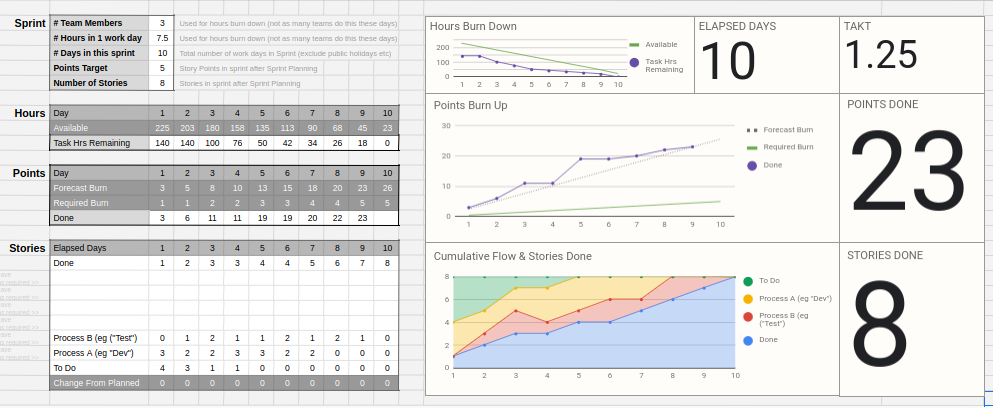 Sprint
# Team Members 3 Used for hours burn down (not as many teams do this these days)
# Hours in 1 work day 7.5 Used for hours burn down (not as many teams do this these days)
# Days in this sprint 10 Total number of work days in Sprint (exclude public holidays etc)
Points Target 5 Story Points in sprint after Sprint Planning
Number of Stories 8 Stories in sprint after Sprint Planning
Hours Day 1 2 3 4 5 6 7 8 9 10
Available 225 203 180 158 135 113 90 68 45 23
Task Hrs Remaining 140 140 100 76 50 42 34 26 18 0
Points Day 1 2 3 4 5 6 7 8 9 10
Forecast Burn 3 5 8 10 13 15 18 20 23 26
Required Burn 1 1 2 2 3 3 4 4 5 5
Done 3 6 11 11 19 19 20 22 23
Stories Elapsed Days 1 2 3 4 5 6 7 8 9 10
Done 1 2 3 3 4 4 5 6 7 8
Process B (eg ("Test") 0 1 2 1 1 2 1 2 1 0
Process A (eg "Dev") 3 2 2 3 3 2 2 0 0 0
To Do 4 3 1 1 0 0 0 0 0 0
Change From Planned 0 0 0 0 0 0 0 0 0 0
Hours Burn Down
200
100
0
1 2 3 4 5 6 7 8 9 10
Available
Task Hrs
Remaining
ELAPSED DAYS
10
TAKT
1.25
Points Burn Up
30
20
10
0
1 2 3 4 5 6 7 8 9 10
Forecast Burn
Required Burn
Done
POINTS DONE
23
Cumulative Flow & Stories Done
8
6
4
2
0
1 2 3 4 5 6 7 8 9 10
To Do
Process A (eg "Dev")
Process B (eg
("Test")
Done
STORIES DONE
8